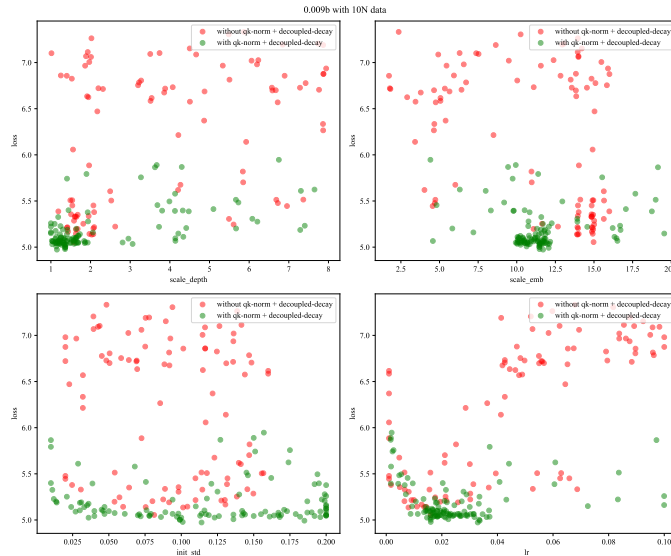 0.009b with 10N data
without qk-norm + decoupled-decay
with qk-norm + decoupled-decay
loss
7.0
6.5
6.0
5.5
5.0
1 2 3 4 5 6 7 8
scale_depth
without qk-norm + decoupled-decay
with qk-norm + decoupled-decay
loss
7.0
6.5
6.0
5.5
5.0
2.5 5.0 7.5 10.0 12.5 15.0 17.5 20
scale_emb
without qk-norm + decoupled-decay
with qk-norm + decoupled-decay
loss
7.0
6.5
6.0
5.5
5.0
0.025 0.050 0.075 0.100 0.125 0.150 0.175 0.200
init_std
without qk-norm + decoupled-decay
with qk-norm + decoupled-decay
loss
7.0
6.5
6.0
5.5
5.0
0.00 0.02 0.04 0.06 0.08 0.10
lr